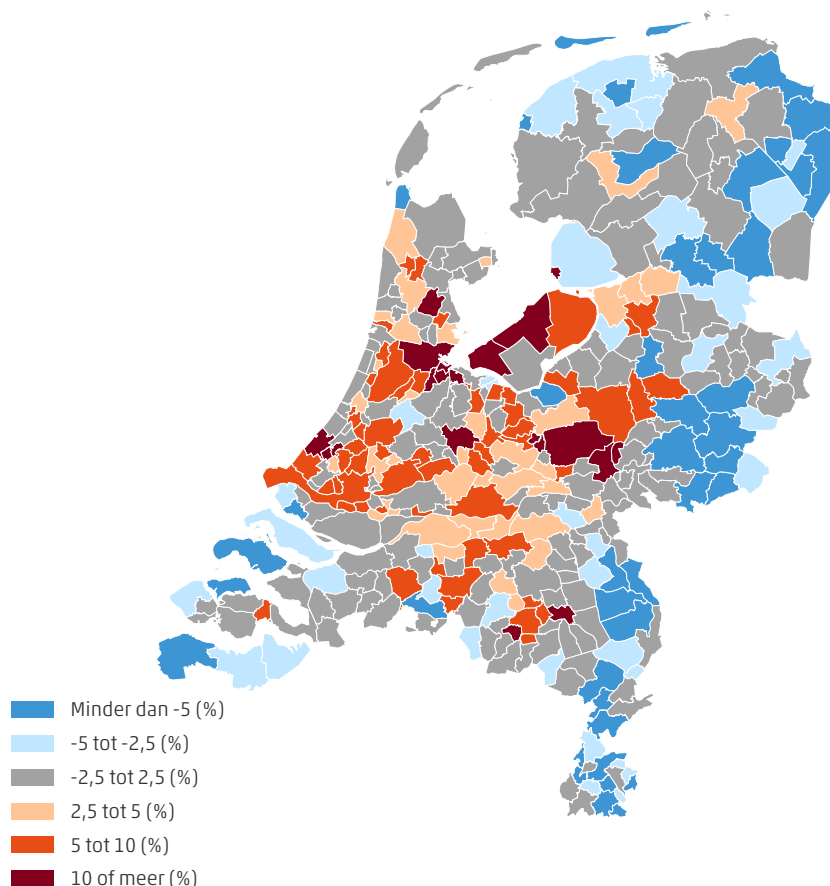 Minder dan -5 (%)
-5 tot -2,5 (%)
-2,5 tot 2,5 (%)
2,5 tot 5 (%)
5 tot 10 (%)
10 of meer (%)